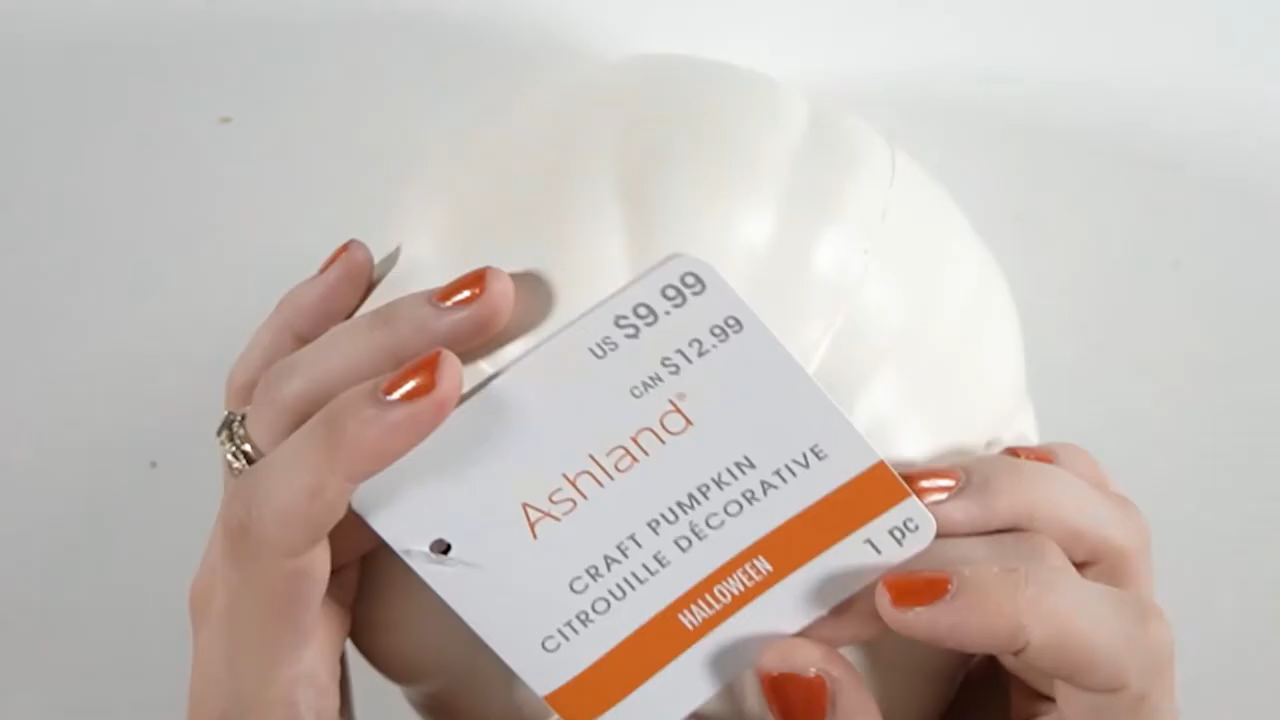 US $9.99
CAN $12.99
Ashland®
CRAFT PUMPKIN
CITROUILLE DÉCORATIVE
HALLOWEEN
1 pc